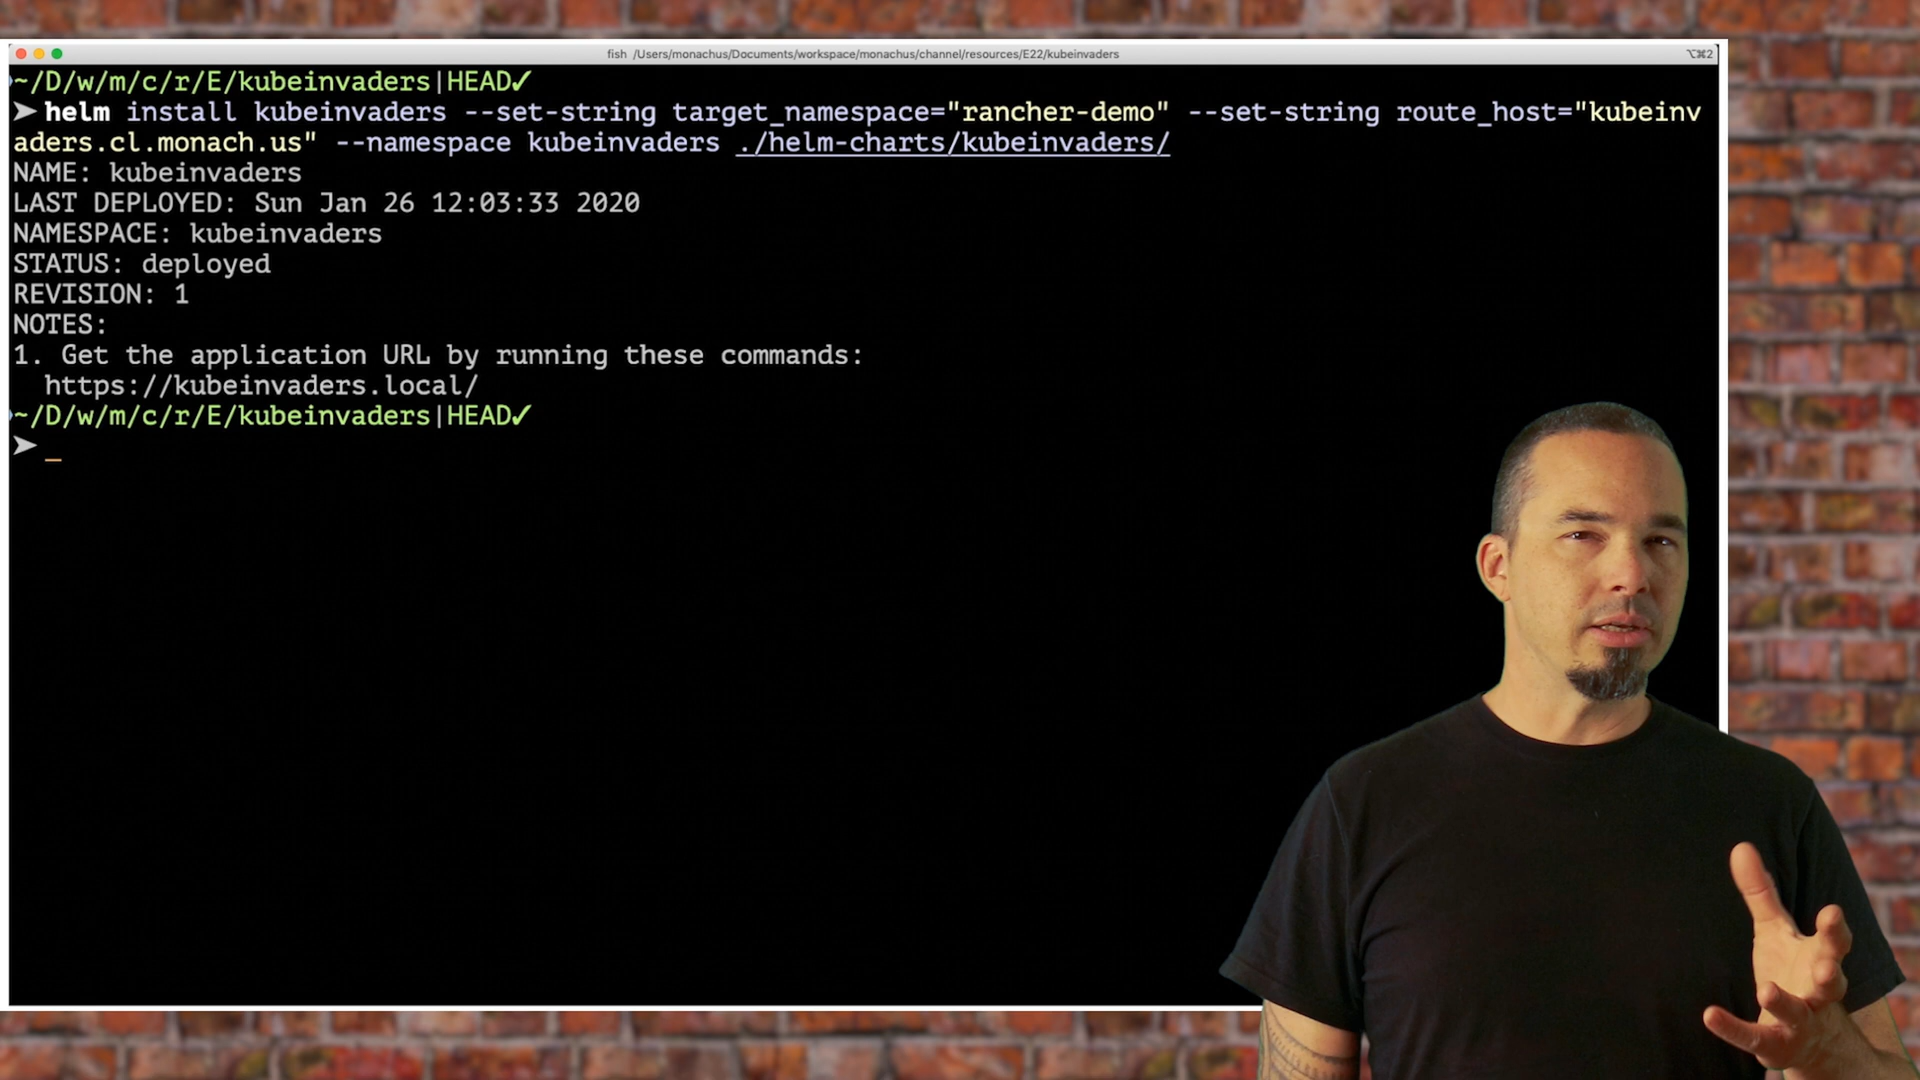 fish /Users/monachus/Documents/workspace/monachus/channel/resources/E22/kubeinvaders
⌥⌘2
~/D/w/m/c/r/E/kubeinvaders|HEAD✓
➤ helm install kubeinvaders --set-string target_namespace="rancher-demo" --set-string route_host="kubeinv
aders.cl.monach.us" --namespace kubeinvaders ./helm-charts/kubeinvaders/
NAME: kubeinvaders
LAST DEPLOYED: Sun Jan 26 12:03:33 2020
NAMESPACE: kubeinvaders
STATUS: deployed
REVISION: 1
NOTES:
1. Get the application URL by running these commands:
https://kubeinvaders.local/
~/D/w/m/c/r/E/kubeinvaders|HEAD✓
➤ _